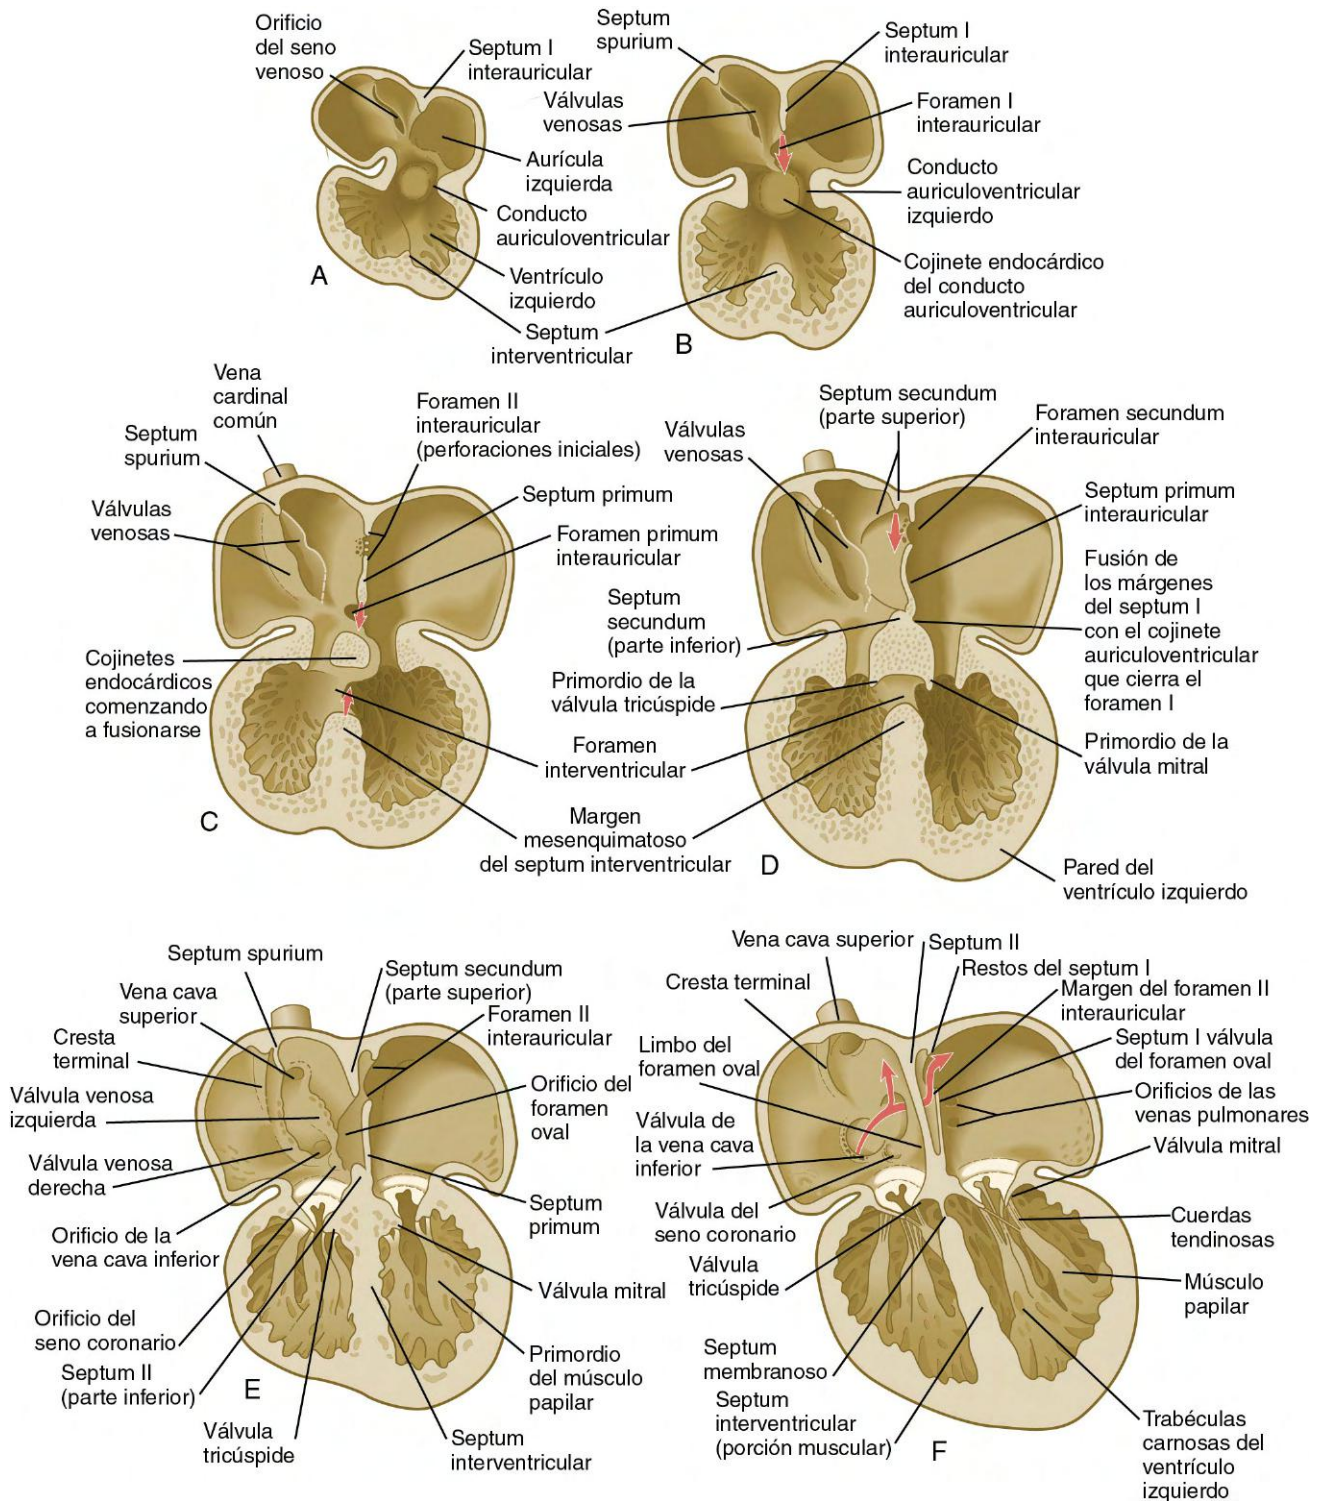 Orificio
del seno
venoso
Septum I
interauricular
Aurícula
izquierda
Conducto
auriculoventricular
Ventrículo
izquierdo
Septum
interventricular
A
Septum
spurium
Septum I
interauricular
Válvulas
venosas
Foramen I
interauricular
Conducto
auriculoventricular
izquierdo
Cojinete endocárdico
del conducto
auriculoventricular
B
Vena
cardinal
común
Septum
spurium
Válvulas
venosas
Foramen II
interauricular
(perforaciones iniciales)
Septum primum
Foramen primum
interauricular
Cojinetes
endocárdicos
comenzando
a fusionarse
Foramen
interventricular
Margen
mesenquimatoso
del septum interventricular
C
Septum secundum
(parte superior)
Válvulas
venosas
Foramen secundum
interauricular
Septum primum
interauricular
Fusión de
los márgenes
del septum I
con el cojinete
auriculoventricular
que cierra el
foramen I
Septum
secundum
(parte inferior)
Primordio de la
válvula tricúspide
Primordio de la
válvula mitral
Pared del
ventrículo izquierdo
D
Septum spurium
Vena cava
superior
Cresta
terminal
Válvula venosa
izquierda
Válvula venosa
derecha
Orificio de la
vena cava inferior
Orificio del
seno coronario
Septum II
(parte inferior)
Válvula
tricúspide
Septum secundum
(parte superior)
Foramen II
interauricular
Orificio del
foramen
oval
Septum
primum
Válvula mitral
Primordio
del músculo
papilar
Septum
interventricular
E
Vena cava superior
Septum II
Restos del septum I
Cresta terminal
Margen del foramen II
interauricular
Limbo del
foramen oval
Septum I válvula
del foramen oval
Orificios de las
venas pulmonares
Válvula de
la vena cava
inferior
Válvula mitral
Válvula del
seno coronario
Cuerdas
tendinosas
Válvula
tricúspide
Músculo
papilar
Septum
membranoso
Septum
interventricular
(porción muscular)
Trabéculas
carnosas del
ventrículo
izquierdo
F